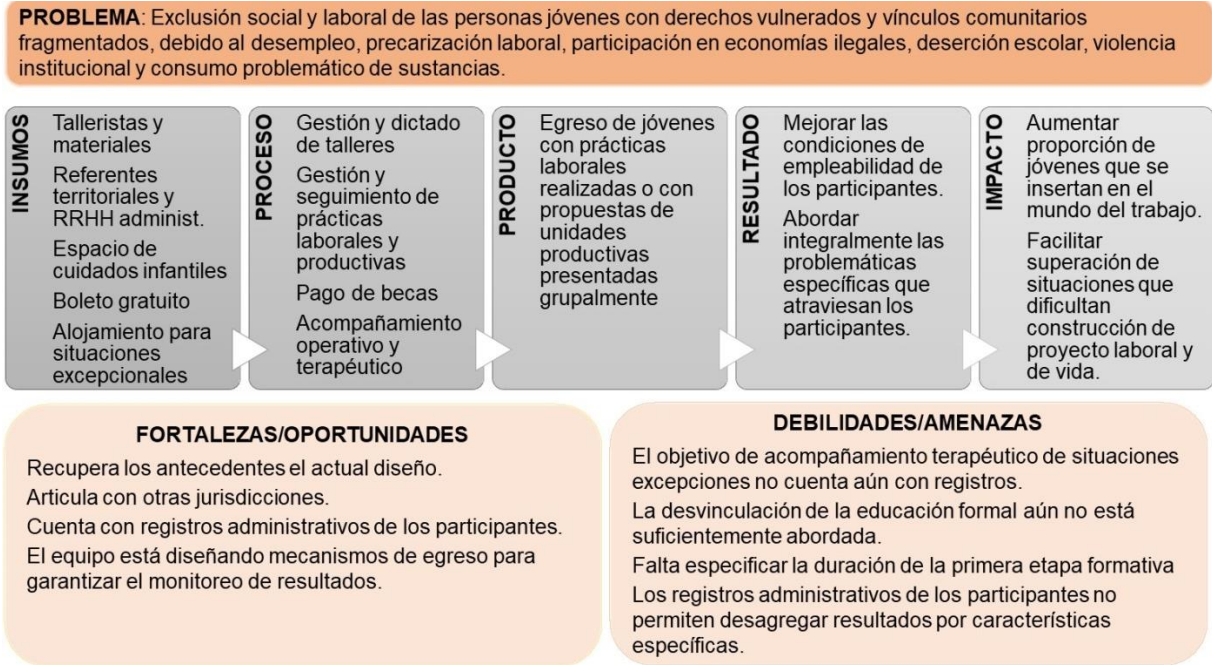 PROBLEMA: Exclusión social y laboral de las personas jóvenes con derechos vulnerados y vínculos comunitarios
fragmentados, debido al desempleo, precarización laboral, participación en economías ilegales, deserción escolar, violencia
institucional y consumo problemático de sustancias.
INSUMOS
Talleristas y
materiales
Referentes
territoriales y
RRHH administ.
Espacio de
cuidados infantiles
Boleto gratuito
Alojamiento para
situaciones
excepcionales
PROCESO
Gestión y dictado
de talleres
Gestión y
seguimiento de
prácticas
laborales y
productivas
Pago de becas
Acompañamiento
operativo y
terapéutico
PRODUCTO
Egreso de jóvenes
con prácticas
laborales
realizadas o con
propuestas de
unidades
productivas
presentadas
grupalmente
RESULTADO
Mejorar las
condiciones de
empleabilidad de
los participantes.
Abordar
integralmente las
problemáticas
específicas que
atraviesan los
participantes.
IMPACTO
Aumentar
proporción de
jóvenes que se
insertan en el
mundo del trabajo.
Facilitar
superación de
situaciones que
dificultan
construcción de
proyecto laboral y
de vida.
FORTALEZAS/OPORTUNIDADES
Recupera los antecedentes el actual diseño.
Articula con otras jurisdicciones.
Cuenta con registros administrativos de los participantes.
El equipo está diseñando mecanismos de egreso para
garantizar el monitoreo de resultados.
DEBILIDADES/AMENAZAS
El objetivo de acompañamiento terapéutico de situaciones
excepciones no cuenta aún con registros.
La desvinculación de la educación formal aún no está
suficientemente abordada.
Falta especificar la duración de la primera etapa formativa
Los registros administrativos de los participantes no
permiten desagregar resultados por características
específicas.